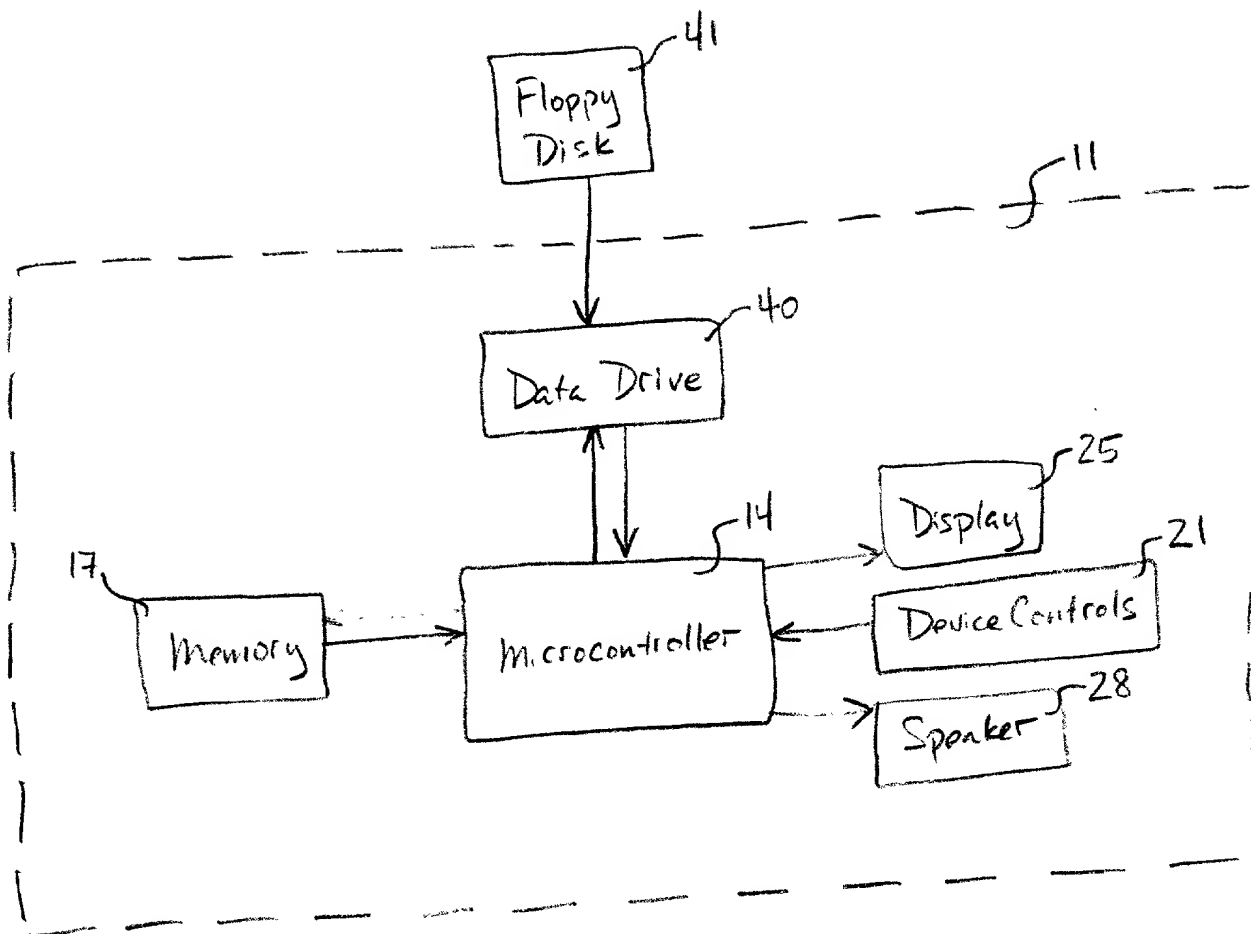 41
Floppy
Disk
11
40
Data Drive
25
14
Display
21
17
Device Controls
Memory
Microcontroller
28
Speaker